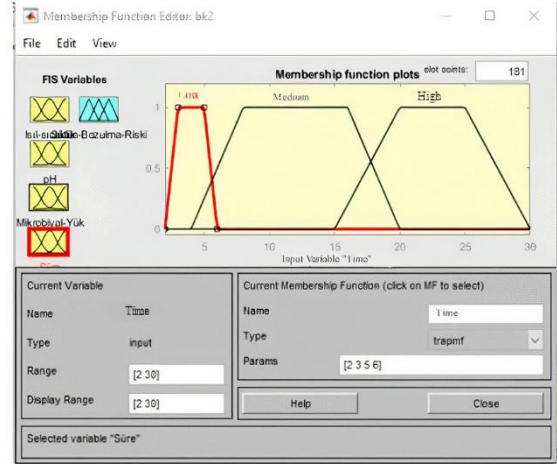 Membership Function Editor: bk2
File Edit View
FIS Variables
Membership function plots
plot points:
181
Low
Medium
High
1
0.5
0
5
10
15
20
25
30
Input Variable "Time"
-Bozulma-Riski
pH
Mikrobiyal-Yük
Current Variable
Name
Time
Type
input
Range
[2 30]
Display Range
[2 30]
Current Membership Function (click on MF to select)
Name
Time
Type
trapmf
Params
[2 3 5 6]
Help
Close
Selected variable "Süre"